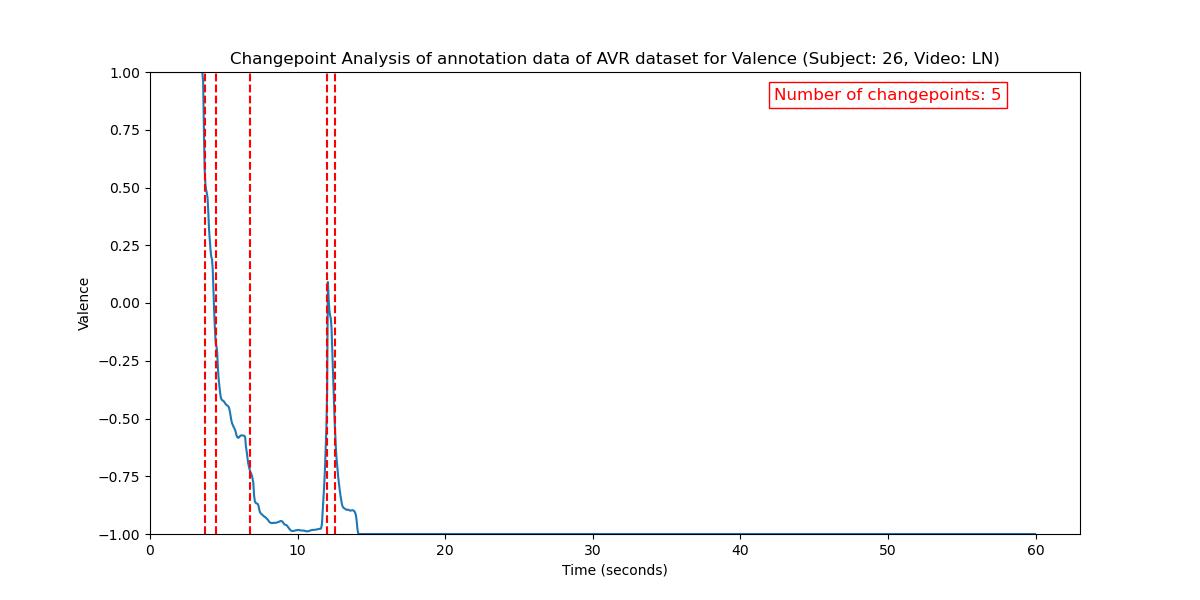 Changepoint Analysis of annotation data of AVR dataset for Valence (Subject: 26, Video: LN)
Number of changepoints: 5
1.00
0.75
0.50
0.25
0.00
−0.25
−0.50
−0.75
−1.00
Valence
0 10 20 30 40 50 60
Time (seconds)